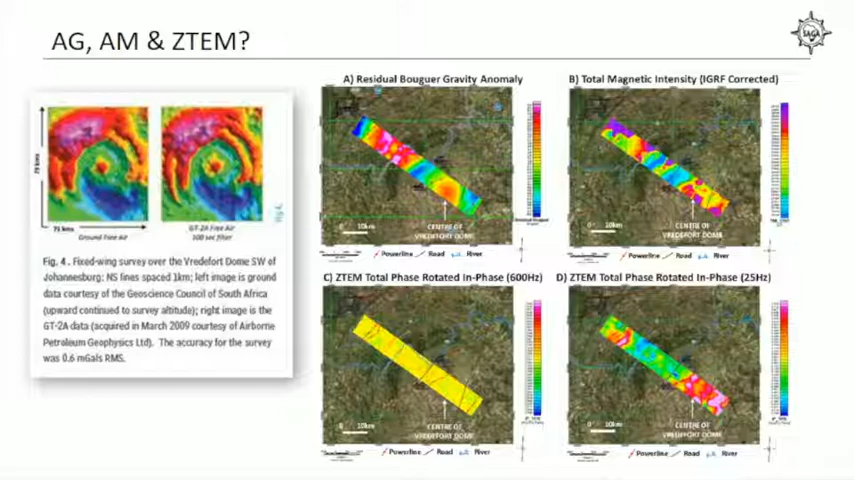 AG, AM & ZTEM?
SAGA
Ground Free Air
GT-2A Free Air
100 sec filter
Fig. 4 . Fixed-wing survey over the Vredefort Dome SW of
Johannesburg: NS lines spaced 1km; left image is ground
data courtesy of the Geoscience Council of South Africa
(upward continued to survey altitude); right image is the
GT-2A data (acquired in March 2009 courtesy of Airborne
Petroleum Geophysics Ltd). The accuracy for the survey
was 0.6 mGals RMS.
A) Residual Bouguer Gravity Anomaly
0 10km
CENTRE OF
VREDEFORT DOME
Powerline Road River
B) Total Magnetic Intensity (IGRF Corrected)
0 10km
CENTRE OF
VREDEFORT DOME
Powerline Road River
C) ZTEM Total Phase Rotated In-Phase (600Hz)
0 10km
CENTRE OF
VREDEFORT DOME
Powerline Road River
D) ZTEM Total Phase Rotated In-Phase (25Hz)
0 10km
CENTRE OF
VREDEFORT DOME
Powerline Road River